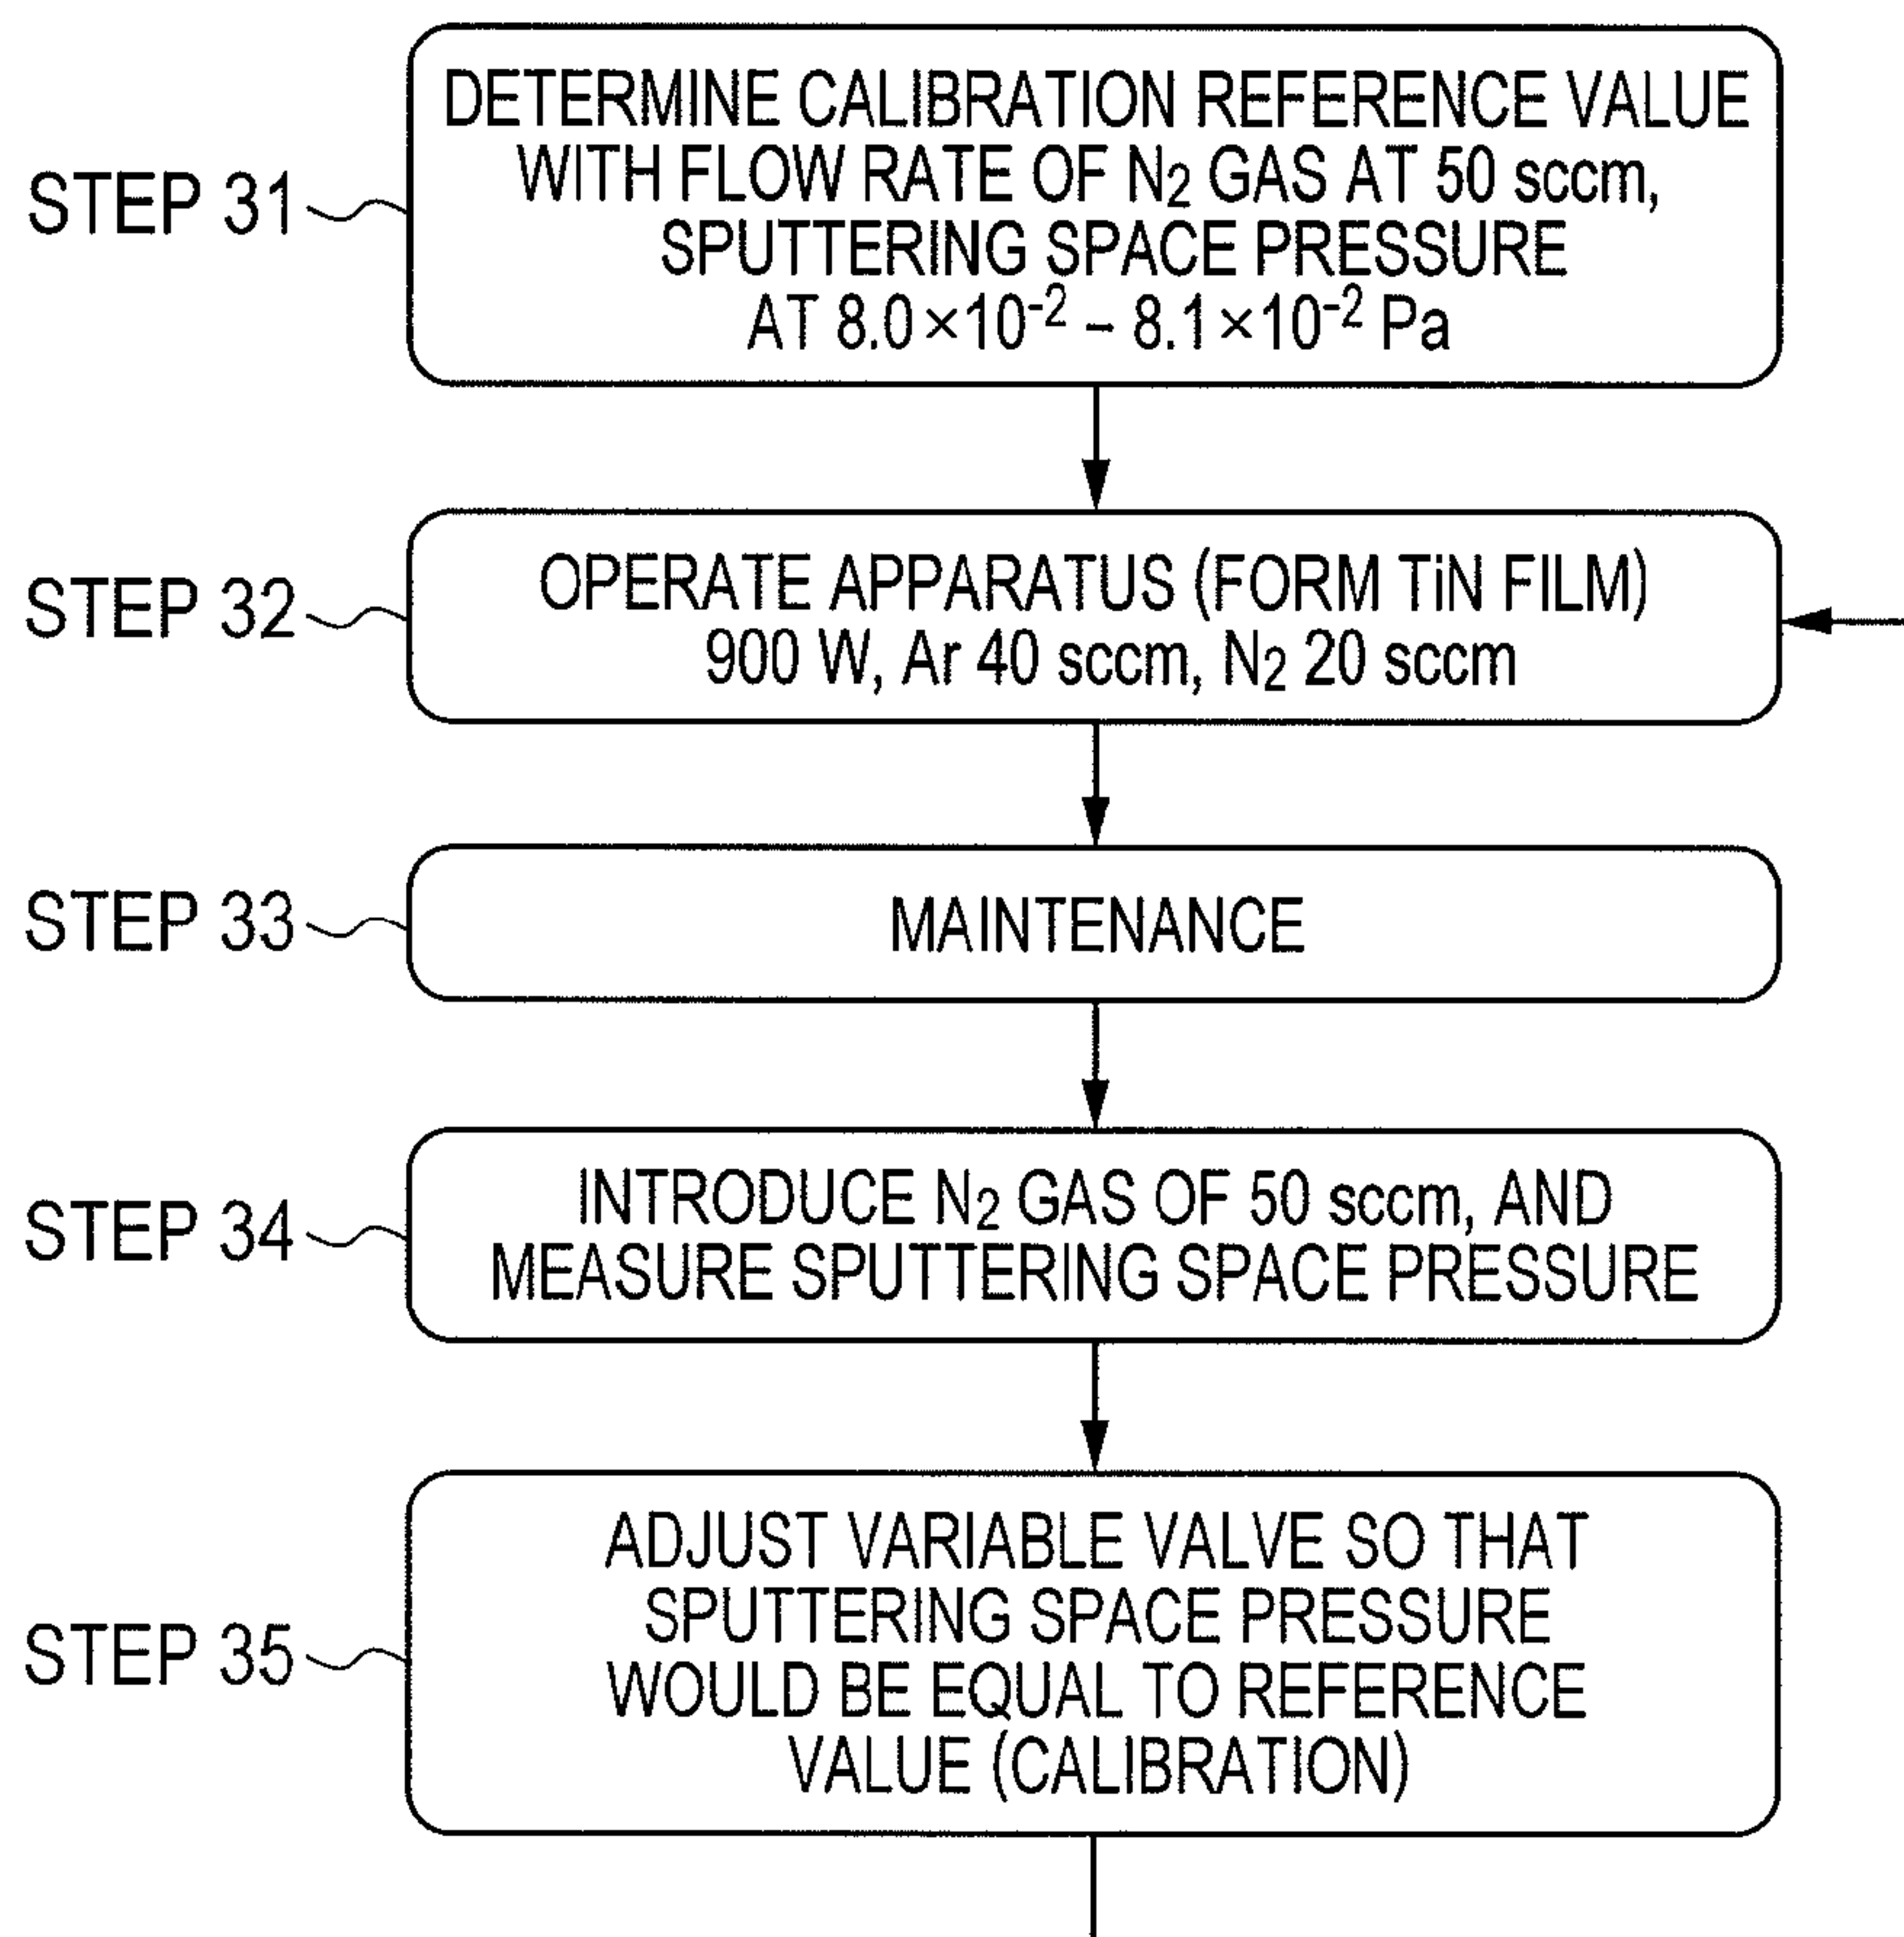 STEP 31
DETERMINE CALIBRATION REFERENCE VALUE
WITH FLOW RATE OF N₂ GAS AT 50 sccm,
SPUTTERING SPACE PRESSURE
AT 8.0×10⁻² – 8.1×10⁻² Pa
STEP 32
OPERATE APPARATUS (FORM TiN FILM)
900 W, Ar 40 sccm, N₂ 20 sccm
STEP 33
MAINTENANCE
STEP 34
INTRODUCE N₂ GAS OF 50 sccm, AND
MEASURE SPUTTERING SPACE PRESSURE
STEP 35
ADJUST VARIABLE VALVE SO THAT
SPUTTERING SPACE PRESSURE
WOULD BE EQUAL TO REFERENCE
VALUE (CALIBRATION)